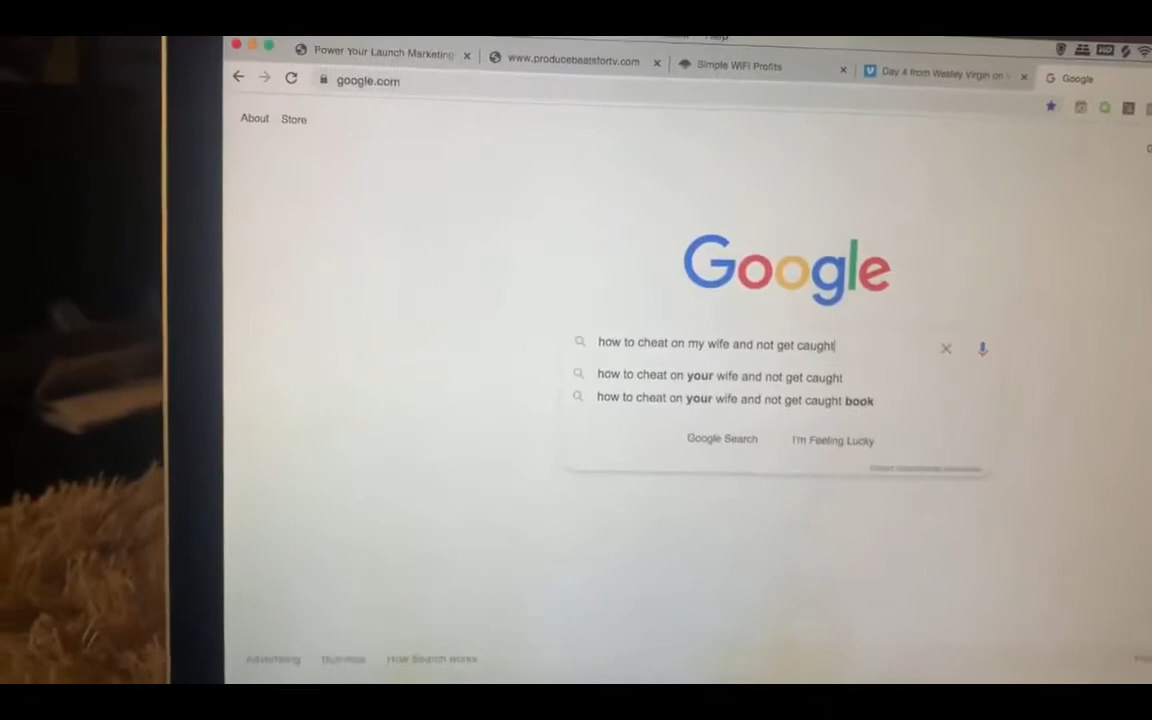 Power Your Launch Marketing
www.producebeatsfortv.com
Simple WiFi Profits
Day 4 from Wesley Virgin on
Google
google.com
About Store
Google
how to cheat on my wife and not get caught
how to cheat on your wife and not get caught
how to cheat on your wife and not get caught book
Google Search I'm Feeling Lucky
Advertising Business How Search works